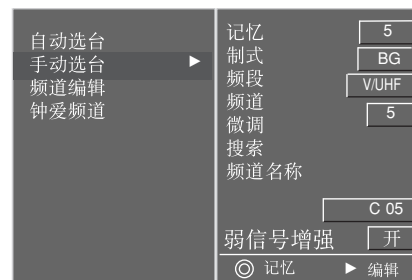 自动选台
手动选台 ▶
频道编辑
钟爱频道
记忆 5
制式 BG
频段 V/UHF
频道 5
微调
搜索
频道名称
C 05
弱信号增强 开
◎ 记忆 ▶ 编辑